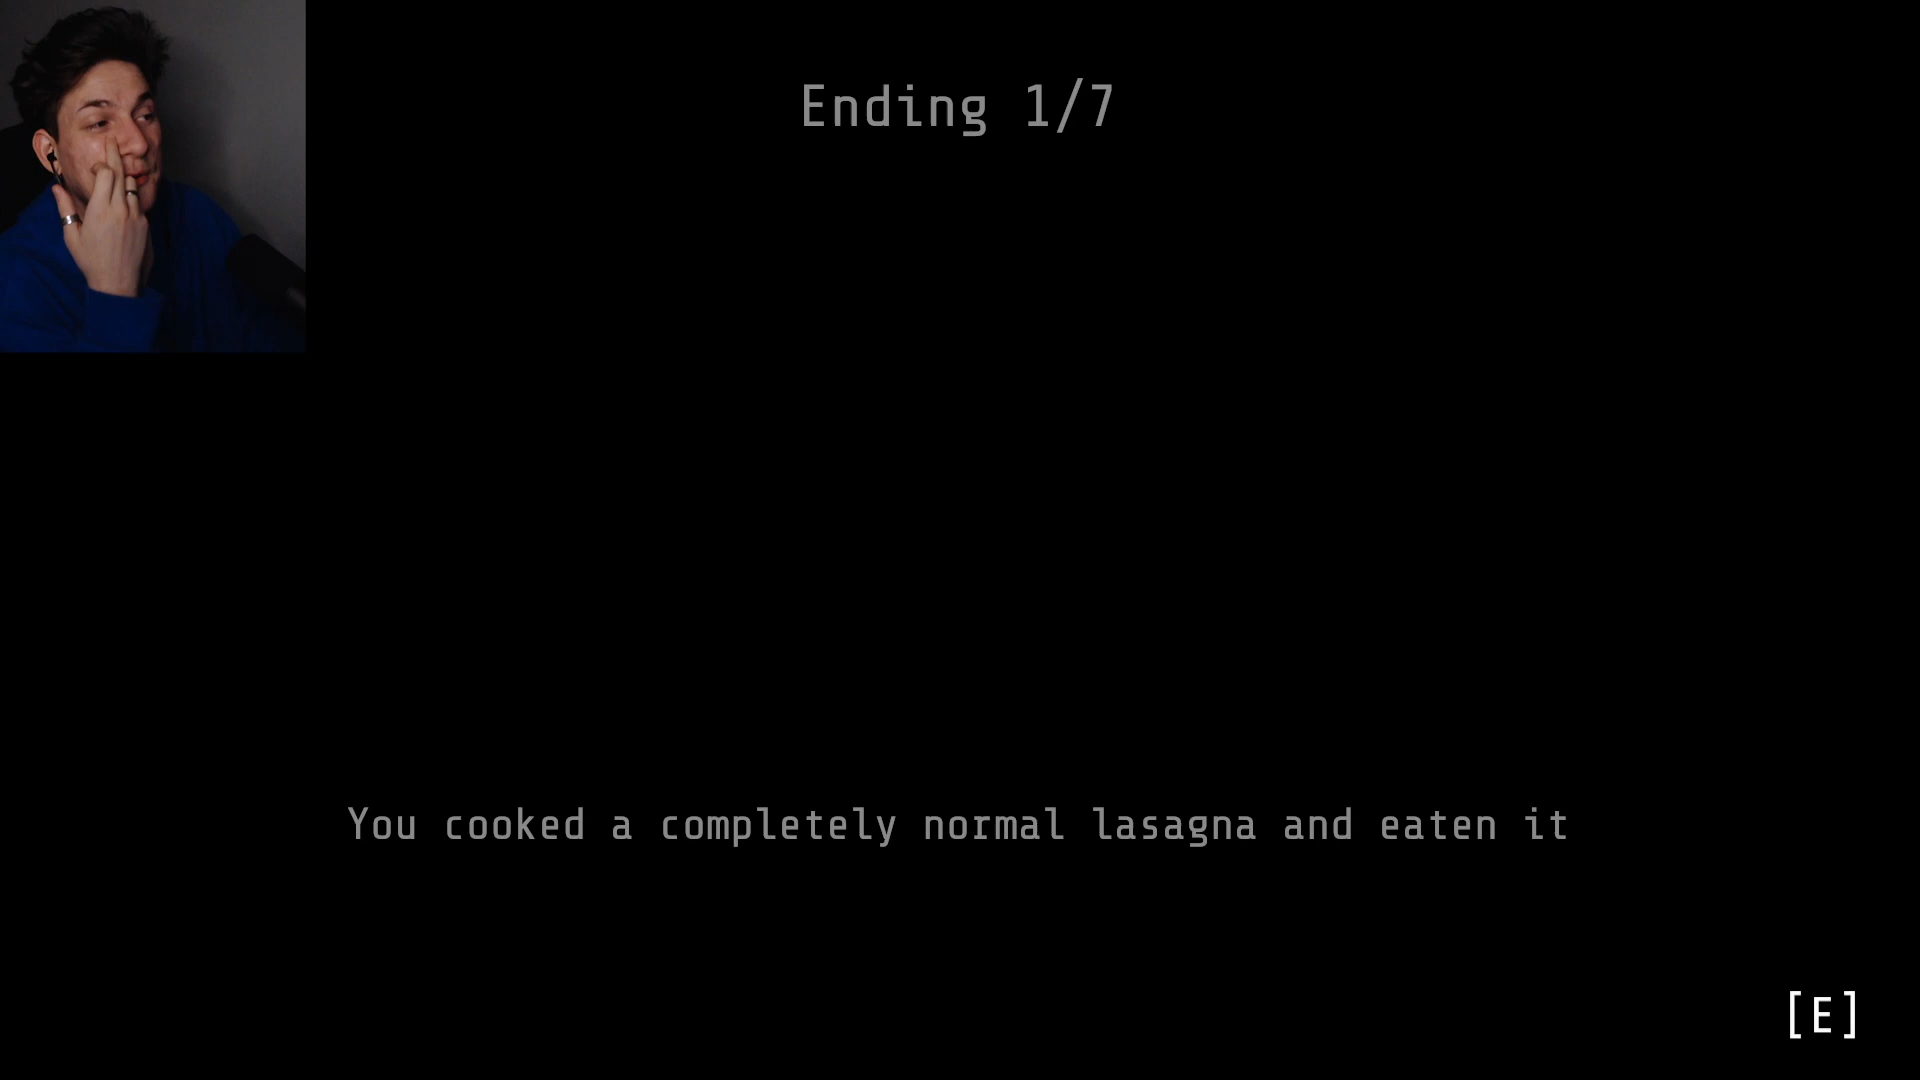 Ending 1/7
You cooked a completely normal lasagna and eaten it
[E]